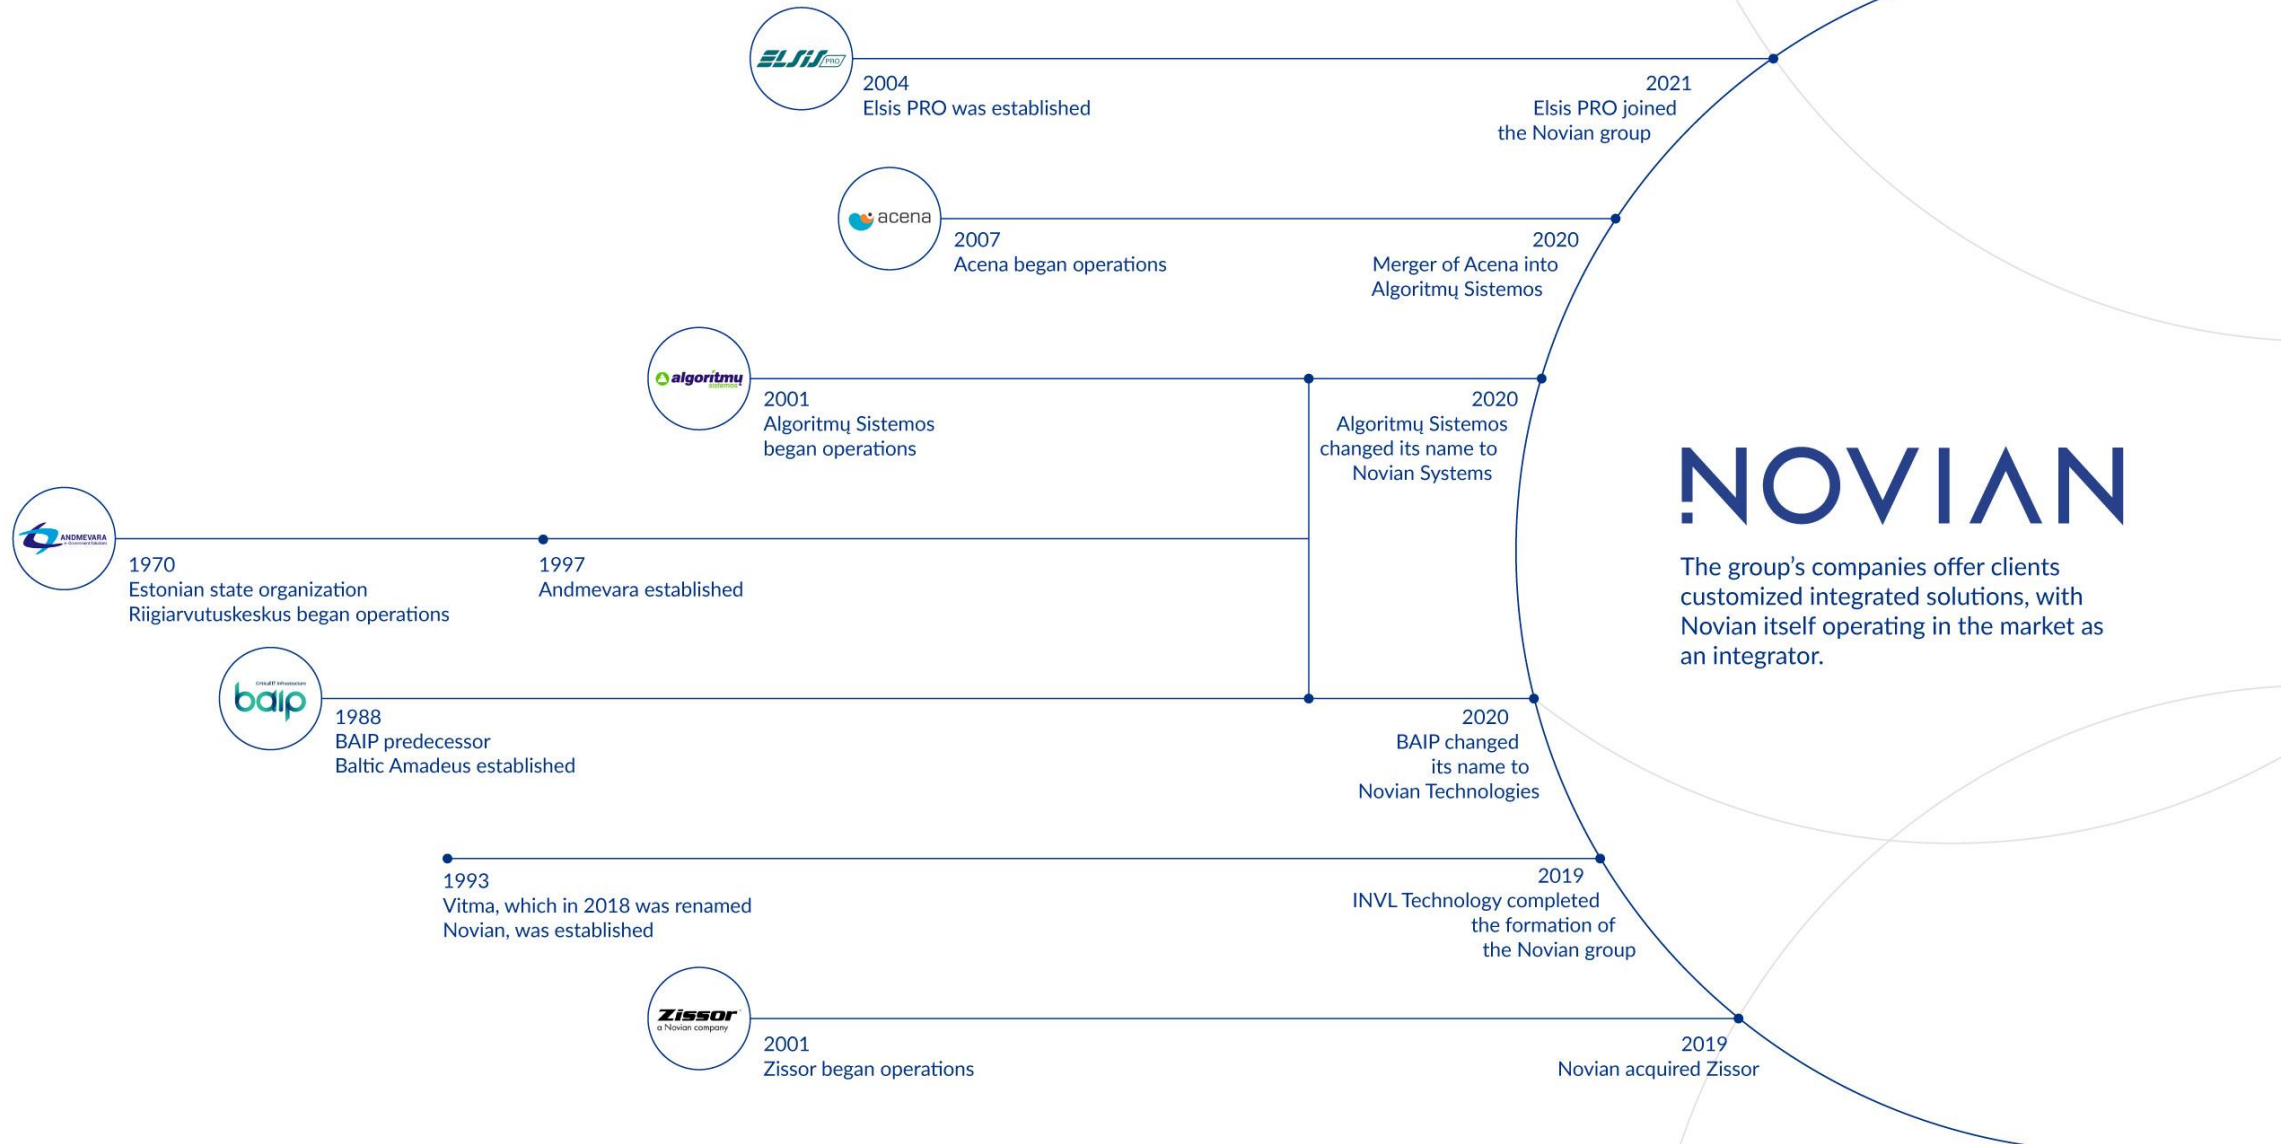 ELSIS PRO
2004
Elsis PRO was established
2021
Elsis PRO joined
the Novian group
acena
2007
Acena began operations
2020
Merger of Acena into
Algoritmų Sistemos
algoritmų
sistemos
2001
Algoritmų Sistemos
began operations
2020
Algoritmų Sistemos
changed its name to
Novian Systems
ANDMEVARA
e-Government Solutions
1970
Estonian state organization
Riigiarvutuskeskus began operations
1997
Andmevara established
Critical IT Infrastructure
baip
1988
BAIP predecessor
Baltic Amadeus established
2020
BAIP changed
its name to
Novian Technologies
1993
Vitma, which in 2018 was renamed
Novian, was established
2019
INVL Technology completed
the formation of
the Novian group
Zissor
a Novian company
2001
Zissor began operations
2019
Novian acquired Zissor
NOVIAN
The group's companies offer clients
customized integrated solutions, with
Novian itself operating in the market as
an integrator.